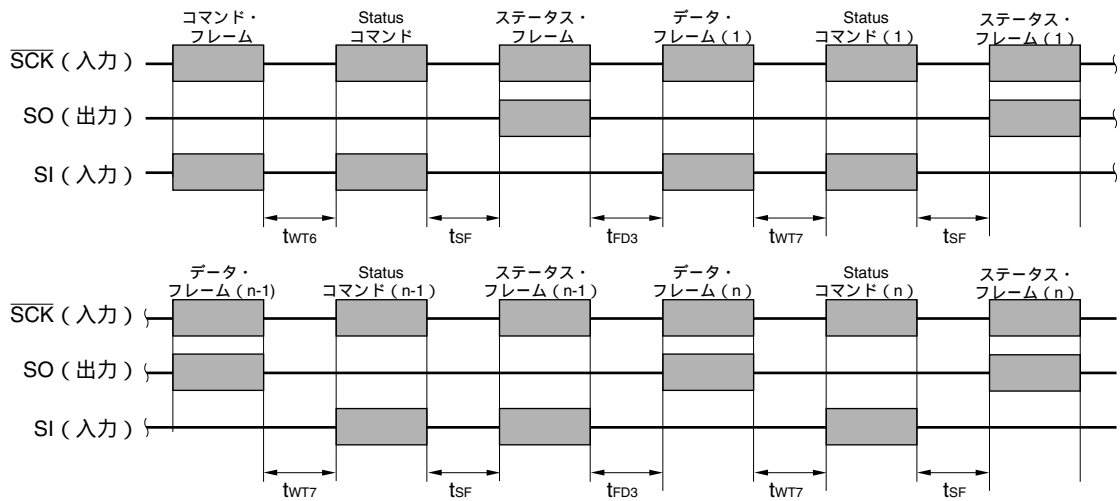 コマンド・
フレーム
Status
コマンド
ステータス・
フレーム
データ・
フレーム（1）
Status
コマンド（1）
ステータス・
フレーム（1）
SCK（入力）
SO（出力）
SI（入力）
tWT6
tSF
tFD3
tWT7
tSF
データ・
フレーム（n-1）
Status
コマンド（n-1）
ステータス・
フレーム（n-1）
データ・
フレーム（n）
Status
コマンド（n）
ステータス・
フレーム（n）
SCK（入力）
SO（出力）
SI（入力）
tWT7
tSF
tFD3
tWT7
tSF